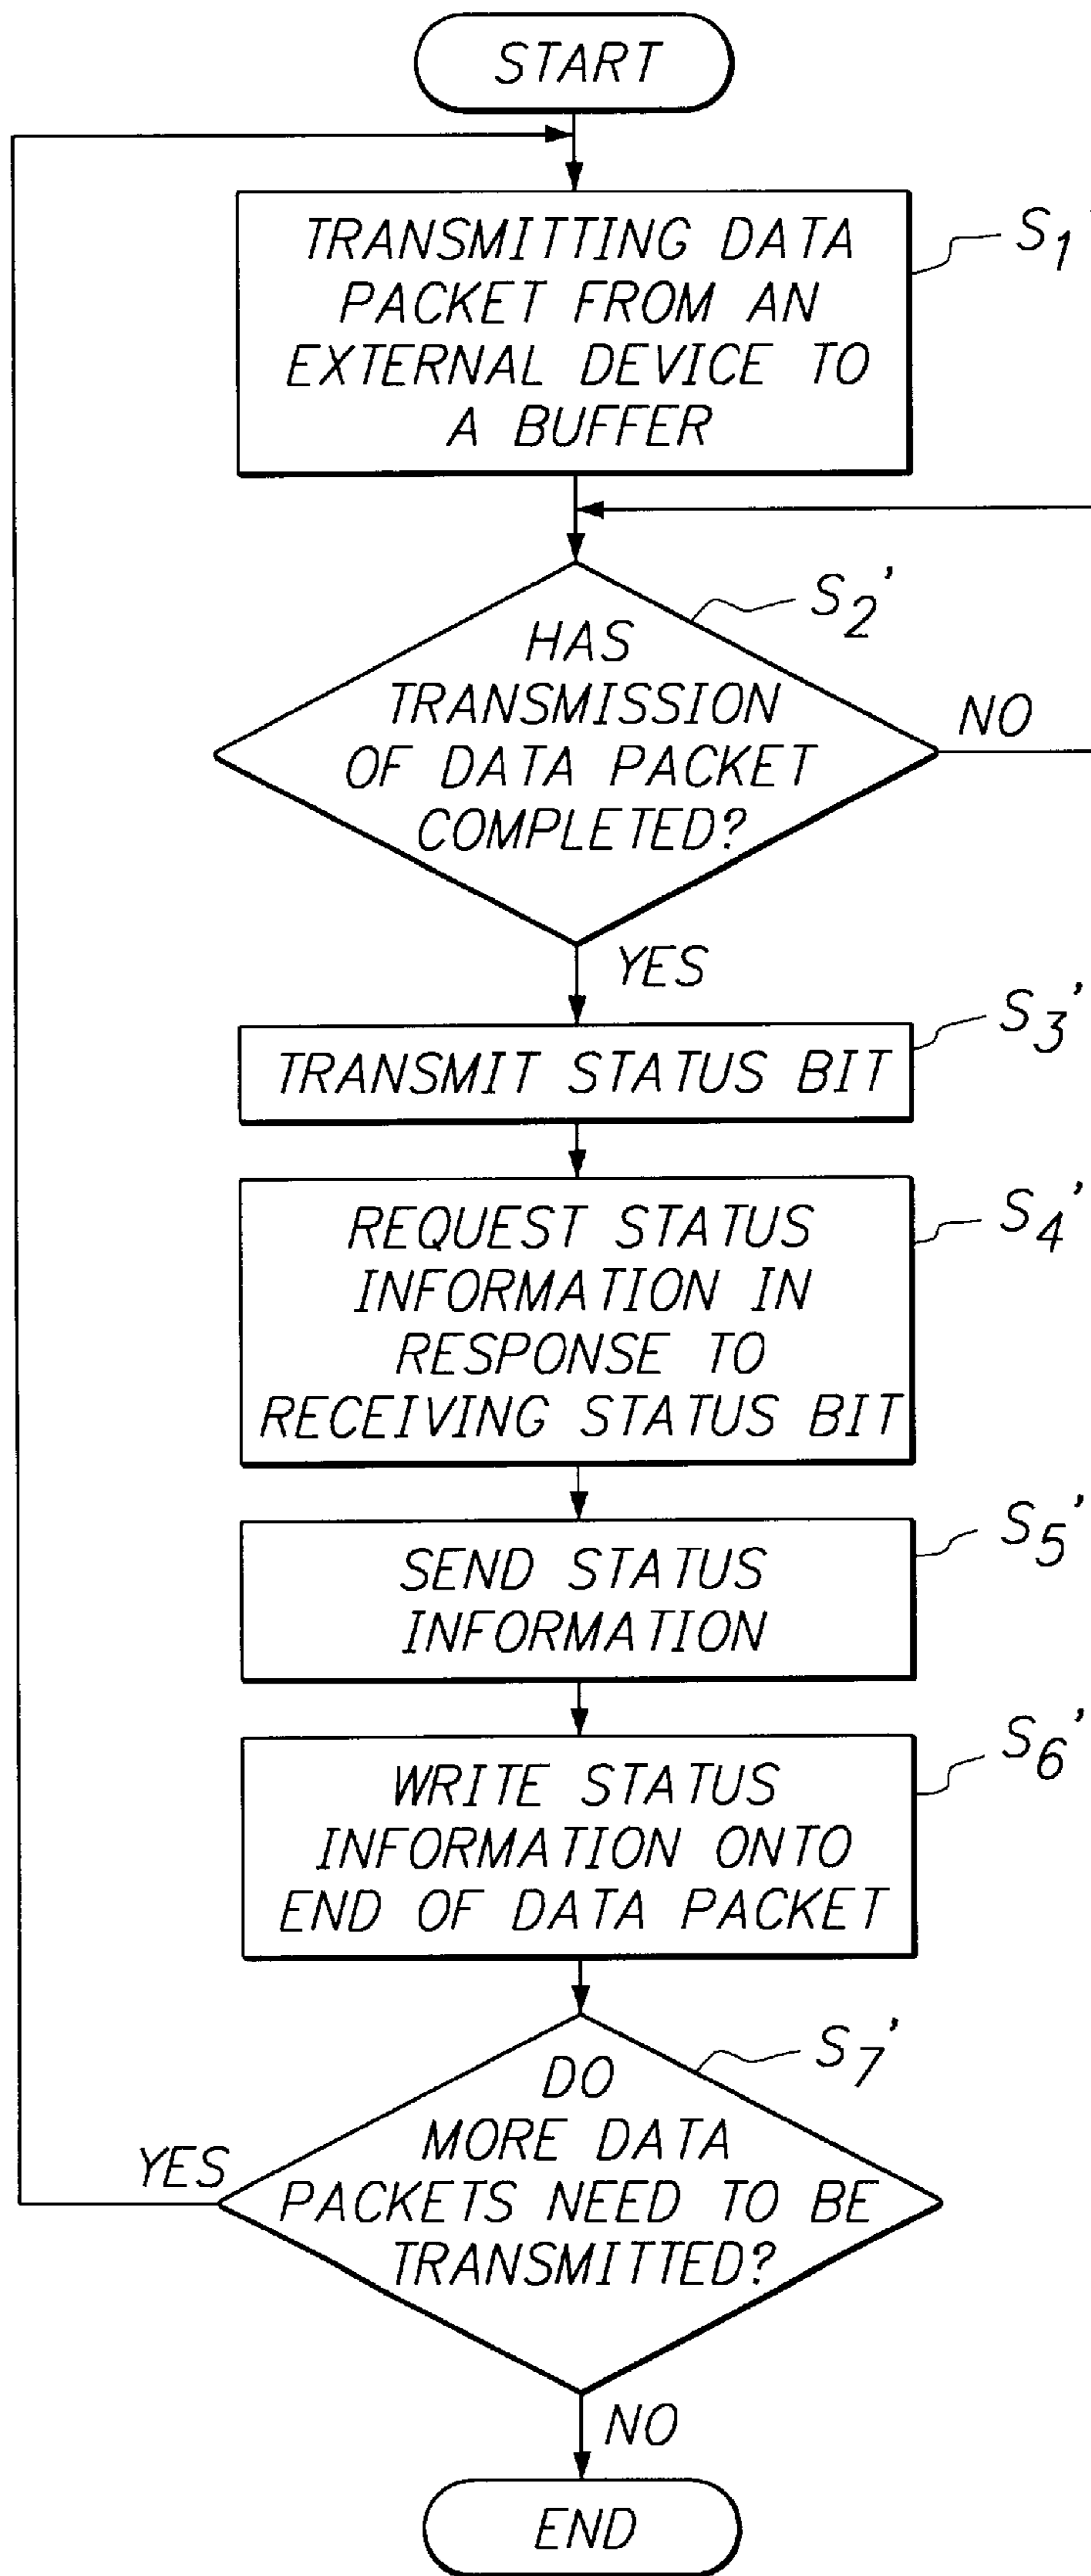 START
TRANSMITTING DATA
PACKET FROM AN
EXTERNAL DEVICE TO
A BUFFER
S1'
HAS
TRANSMISSION
OF DATA PACKET
COMPLETED?
S2'
NO
YES
TRANSMIT STATUS BIT
S3'
REQUEST STATUS
INFORMATION IN
RESPONSE TO
RECEIVING STATUS BIT
S4'
SEND STATUS
INFORMATION
S5'
WRITE STATUS
INFORMATION ONTO
END OF DATA PACKET
S6'
DO
MORE DATA
PACKETS NEED TO BE
TRANSMITTED?
S7'
YES
NO
END